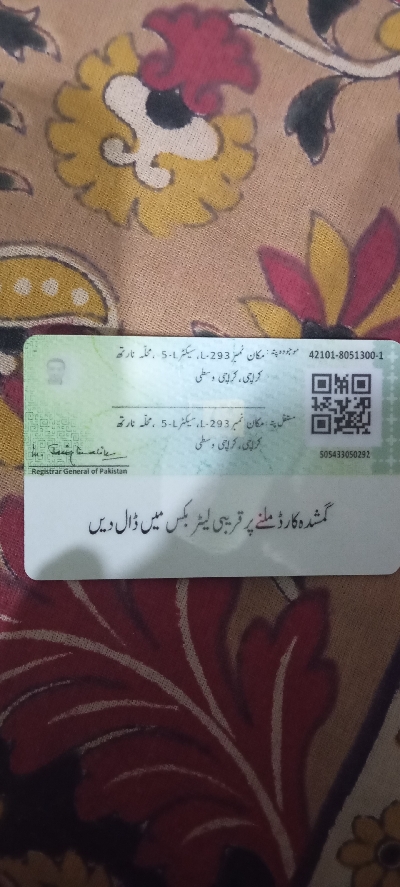 42101-8051300-1
موجودہ پتہ: مکان نمبر L-293، سیکٹر 5-L، محلہ نارتھ
کراچی، کراچی وسطی
مستقل پتہ: مکان نمبر L-293، سیکٹر 5-L، محلہ نارتھ
کراچی، کراچی وسطی
505433050292
Registrar General of Pakistan
گمشدہ کارڈ ملنے پر قریبی لیٹر بکس میں ڈال دیں